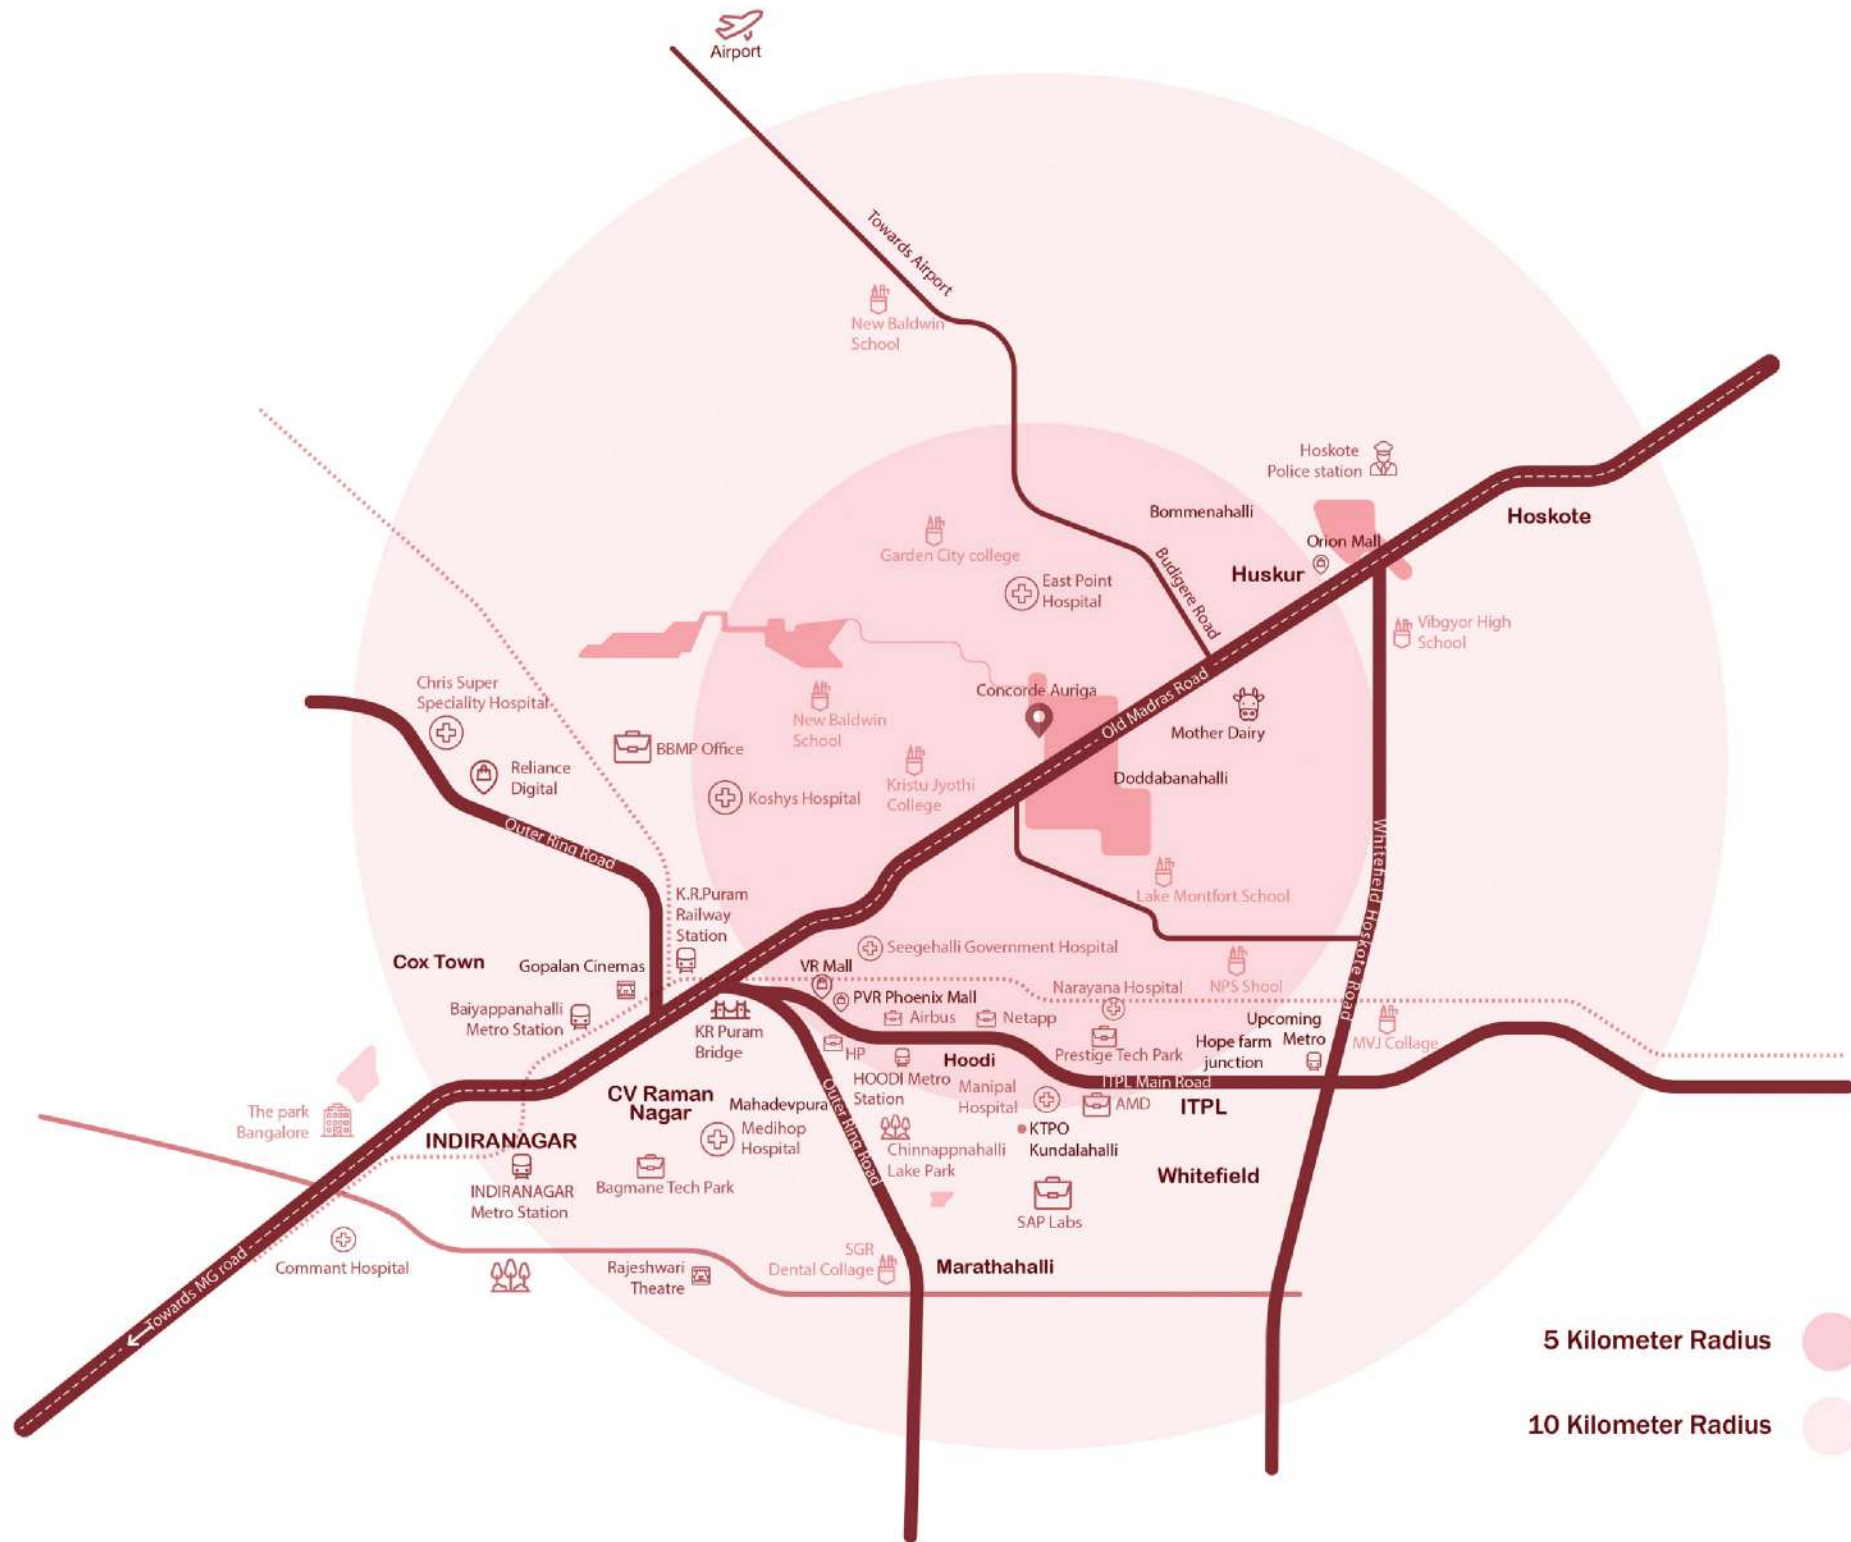 Airport
Towards Airport
New Baldwin
School
Hoskote
Police station
Bommenahalli
Hoskote
Orion Mall
Garden City college
Budigere Road
Huskur
East Point
Hospital
Vibgyor High
School
Chris Super
Speciality Hospital
Concorde Auriga
Old Madras Road
New Baldwin
School
Mother Dairy
BBMP Office
Reliance
Digital
Koshys Hospital
Kristu Jyothi
College
Doddabanahalli
Outer Ring Road
Whitefield Hoskote Road
K.R.Puram
Railway
Station
Lake Montfort School
Cox Town
Gopalan Cinemas
Seegehalli Government Hospital
VR Mall
PVR Phoenix Mall
Narayana Hospital
NPS Shool
Baiyappanahalli
Metro Station
Airbus
Netapp
Upcoming
Metro
KR Puram
Bridge
HP
Hoodi
Prestige Tech Park
Hope farm
junction
MVJ Collage
HOODI Metro
Station
ITPL Main Road
Manipal
Hospital
AMD
ITPL
CV Raman
Nagar
Mahadevpura
Outer Ring Road
The park
Bangalore
INDIRANAGAR
Medihop
Hospital
KTPO
Kundalahalli
Chinnappnahalli
Lake Park
Whitefield
INDIRANAGAR
Metro Station
Bagmane Tech Park
SAP Labs
Commant Hospital
Rajeshwari
Theatre
SGR
Dental Collage
Marathahalli
Towards MG road
5 Kilometer Radius
10 Kilometer Radius